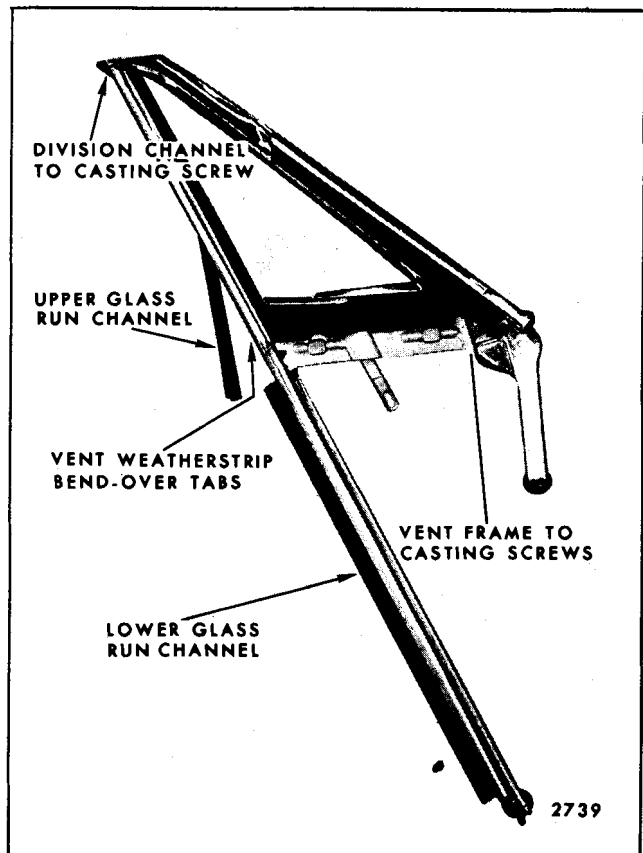 DIVISION CHANNEL
TO CASTING SCREW
UPPER GLASS
RUN CHANNEL
VENT WEATHERSTRIP
BEND-OVER TABS
VENT FRAME TO
CASTING SCREWS
LOWER GLASS
RUN CHANNEL
2739